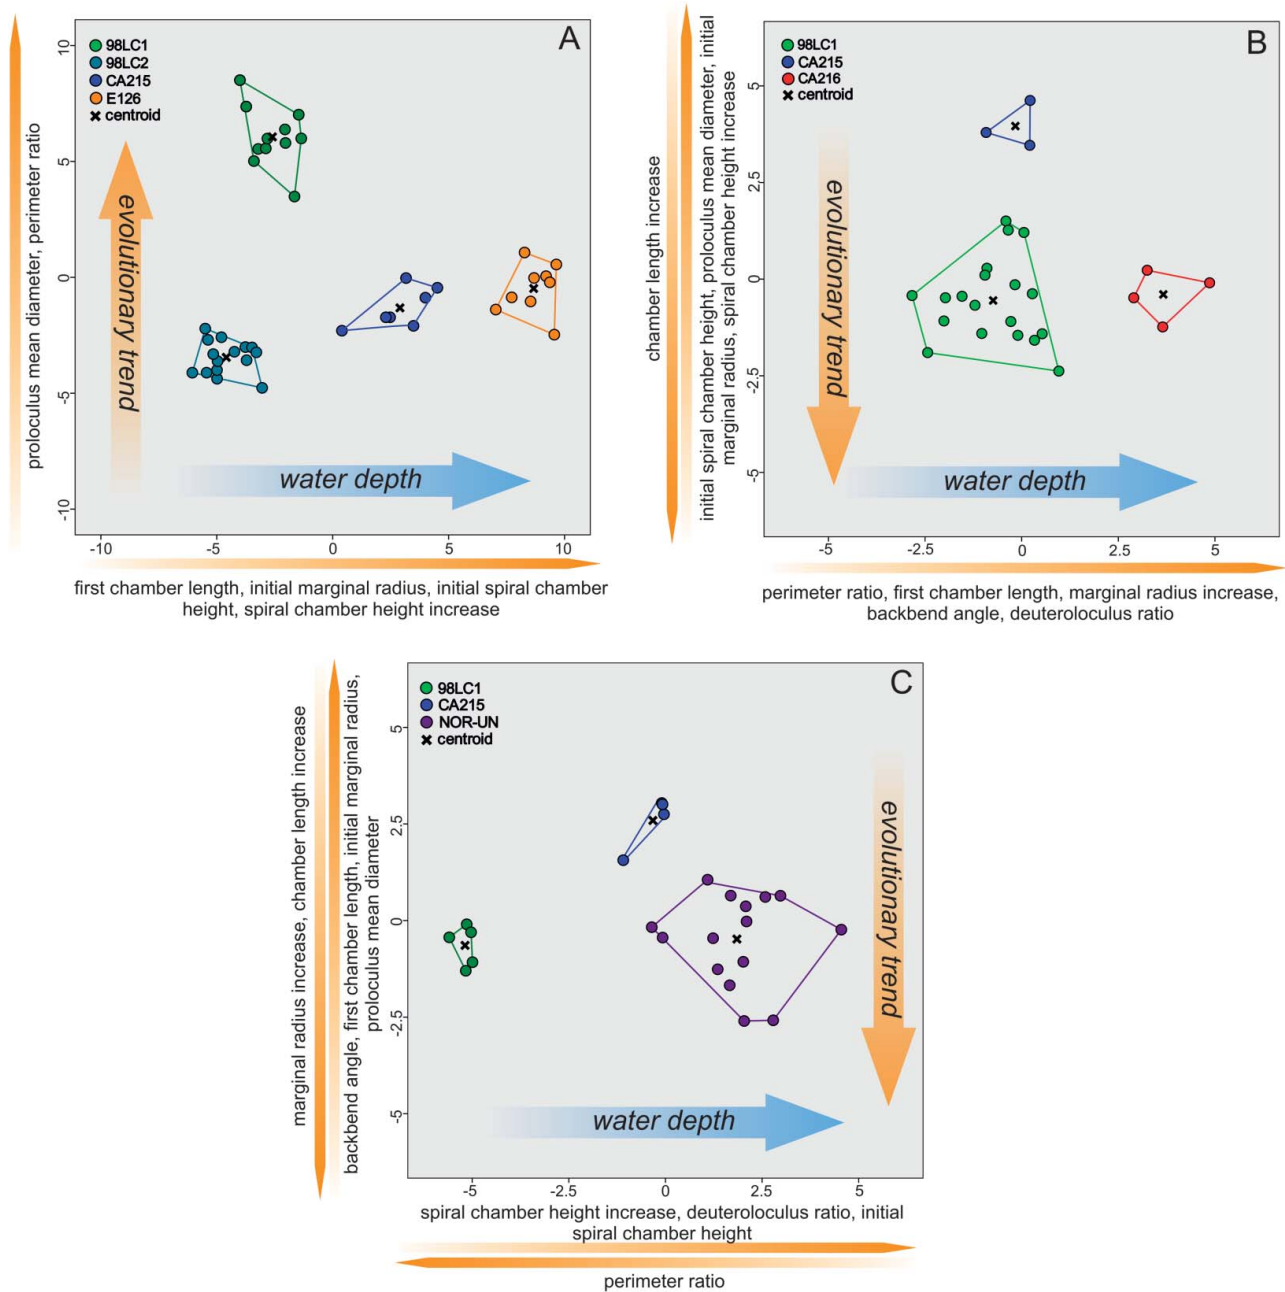 A
98LC1
98LC2
CA215
E126
centroid
proloculus mean diameter, perimeter ratio
evolutionary trend
water depth
10
5
0
-5
-10
-10
-5
0
5
10
first chamber length, initial marginal radius, initial spiral chamber
height, spiral chamber height increase
B
98LC1
CA215
CA216
centroid
chamber length increase
initial spiral chamber height, proloculus mean diameter, initial
marginal radius, spiral chamber height increase
evolutionary trend
water depth
5
2.5
0
-2.5
-5
-5
-2.5
0
2.5
5
perimeter ratio, first chamber length, marginal radius increase,
backbend angle, deuteroloculus ratio
C
98LC1
CA215
NOR-UN
centroid
marginal radius increase, chamber length increase
backbend angle, first chamber length, initial marginal radius,
proloculus mean diameter
evolutionary trend
water depth
5
2.5
0
-2.5
-5
-5
-2.5
0
2.5
5
spiral chamber height increase, deuteroloculus ratio, initial
spiral chamber height
perimeter ratio